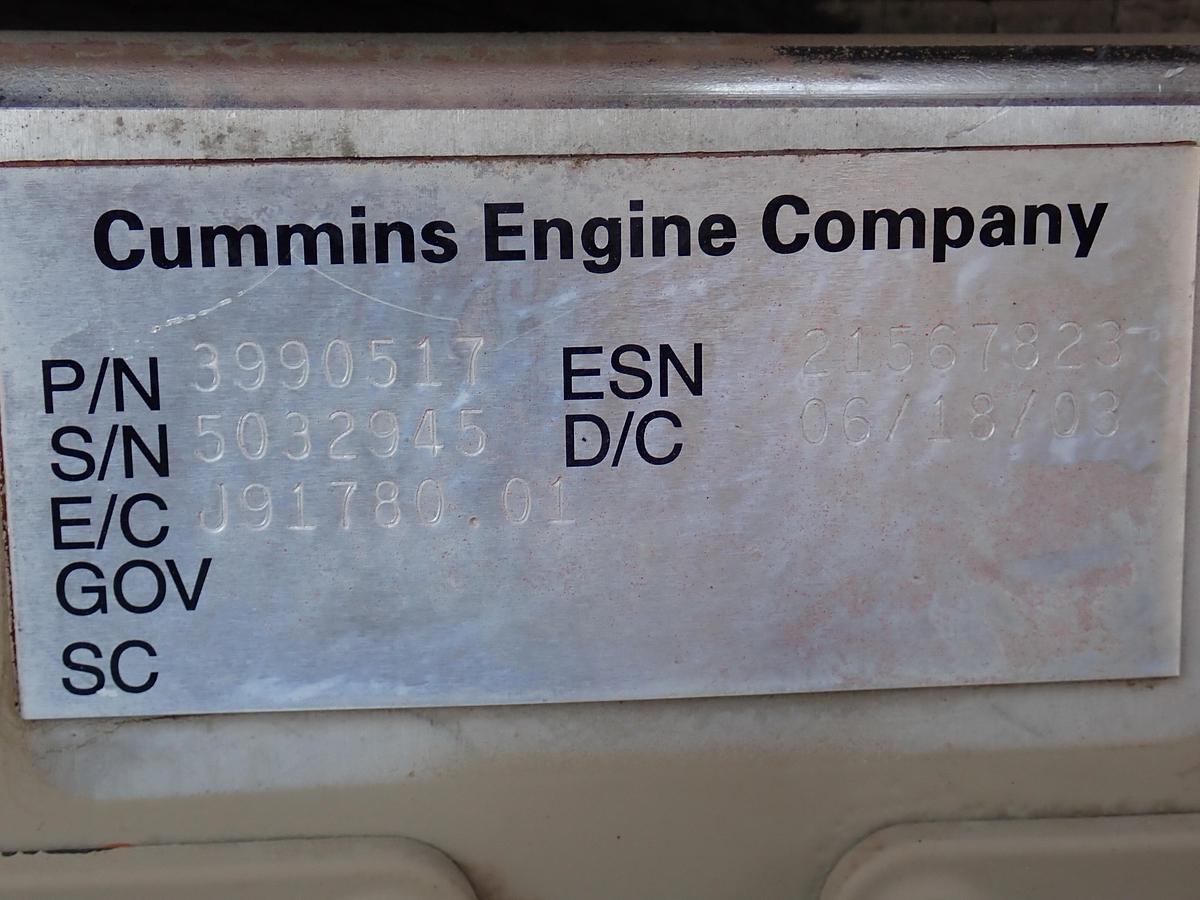 Cummins Engine Company
P/N 3990517 ESN 21567823
S/N 5032945 D/C 06/18/03
E/C J91780.01
GOV
SC